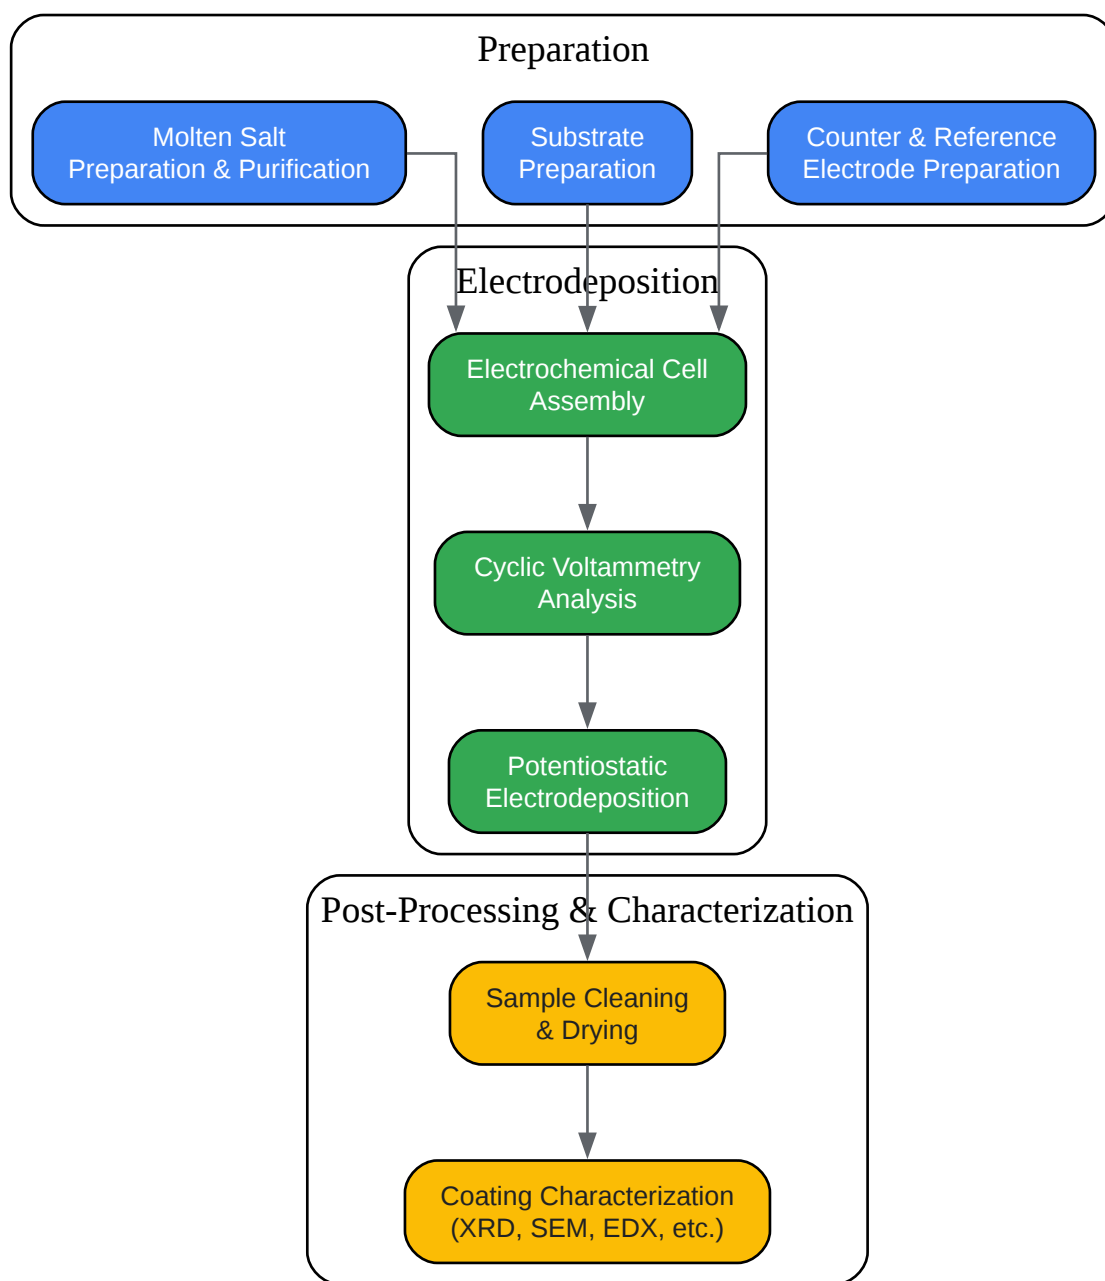 Preparation
Molten Salt
Preparation & Purification
Substrate
Preparation
Counter & Reference
Electrode Preparation
Electrodeposition
Electrochemical Cell
Assembly
Cyclic Voltammetry
Analysis
Potentiostatic
Electrodeposition
Post-Processing & Characterization
Sample Cleaning
& Drying
Coating Characterization
(XRD, SEM, EDX, etc.)